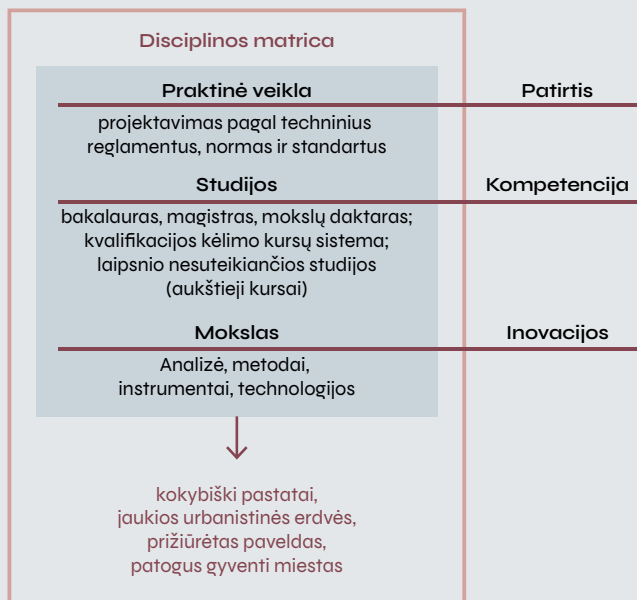 Disciplinos matrica
Praktinė veikla
Patirtis
projektavimas pagal techninius
reglamentus, normas ir standartus
Studijos
Kompetencija
bakalauras, magistras, mokslų daktaras;
kvalifikacijos kėlimo kursų sistema;
laipsnio nesuteikiančios studijos
(aukštieji kursai)
Mokslas
Inovacijos
Analizė, metodai,
instrumentai, technologijos
kokybiški pastatai,
jaukios urbanistinės erdvės,
prižiūrėtas paveldas,
patogus gyventi miestas